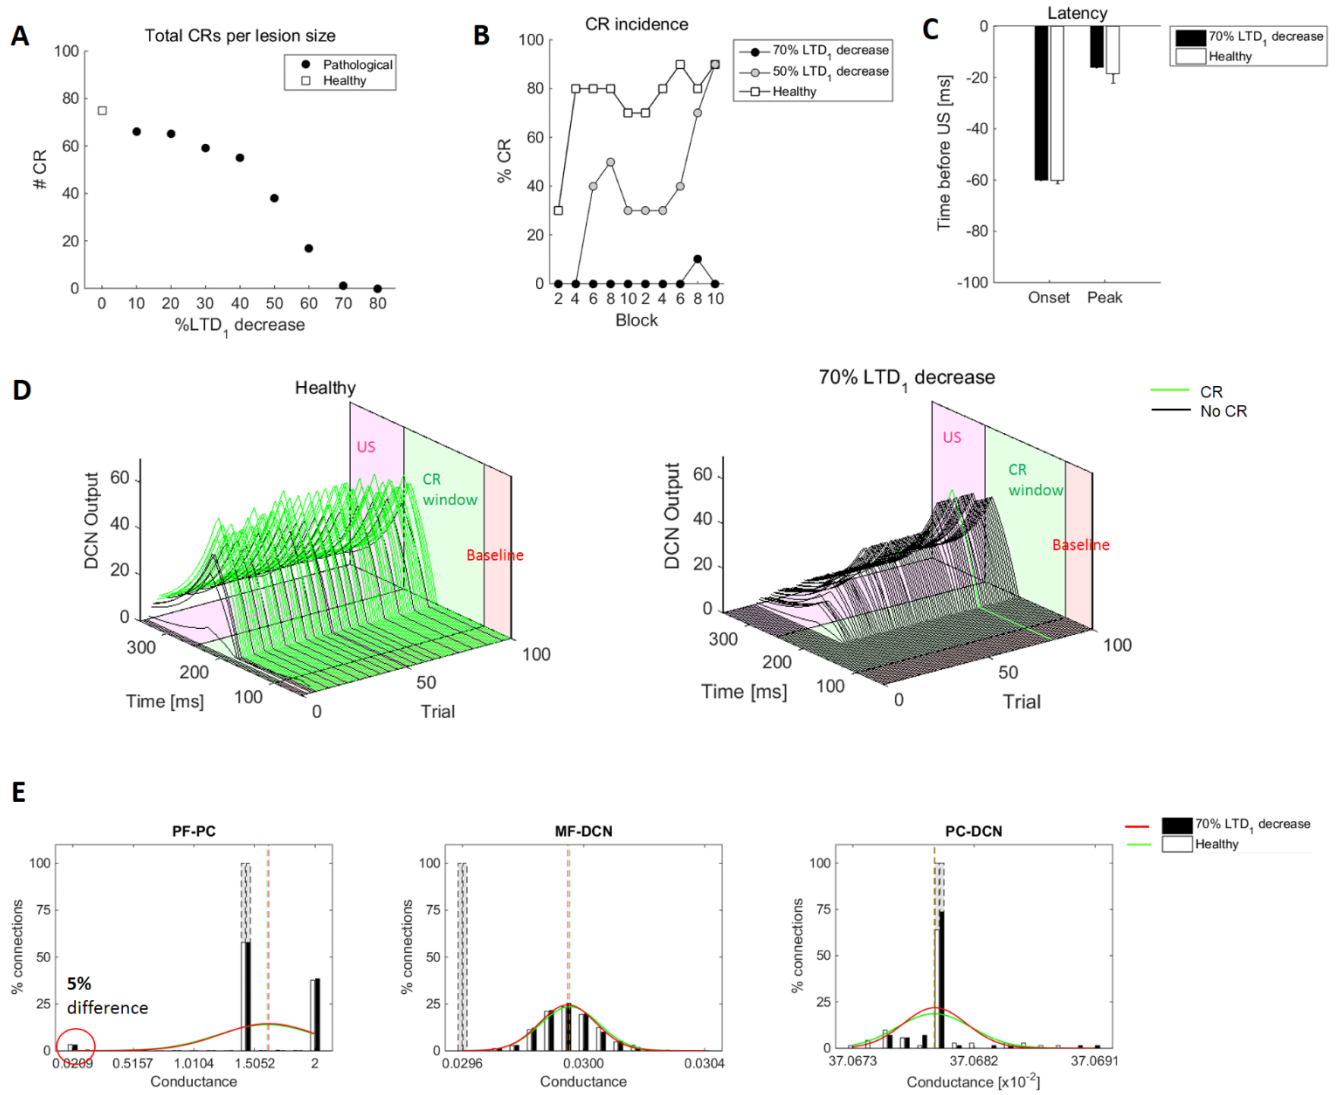 A
Total CRs per lesion size
Pathological
Healthy
100
80
60
40
20
0
# CR
0 10 20 30 40 50 60 70 80
%LTD1 decrease
B
CR incidence
70% LTD1 decrease
50% LTD1 decrease
Healthy
100
80
60
40
20
0
% CR
2 4 6 8 10 2 4 6 8 10
Block
C
Latency
70% LTD1 decrease
Healthy
0
-20
-40
-60
-80
-100
Time before US [ms]
Onset Peak
D
Healthy
US
CR
window
Baseline
60
40
20
0
DCN Output
300
200
100
Time [ms]
0
50
100
Trial
70% LTD1 decrease
US
CR
window
Baseline
60
40
20
0
DCN Output
300
200
100
Time [ms]
0
50
100
Trial
CR
No CR
E
PF-PC
100
75
50
25
0
% connections
5%
difference
0.0209 0.5157 1.0104 1.5052 2
Conductance
MF-DCN
100
75
50
25
0
% connections
0.0296 0.0300 0.0304
Conductance
PC-DCN
100
75
50
25
0
% connections
37.0673 37.0682 37.0691
Conductance [x10-2]
70% LTD1 decrease
Healthy